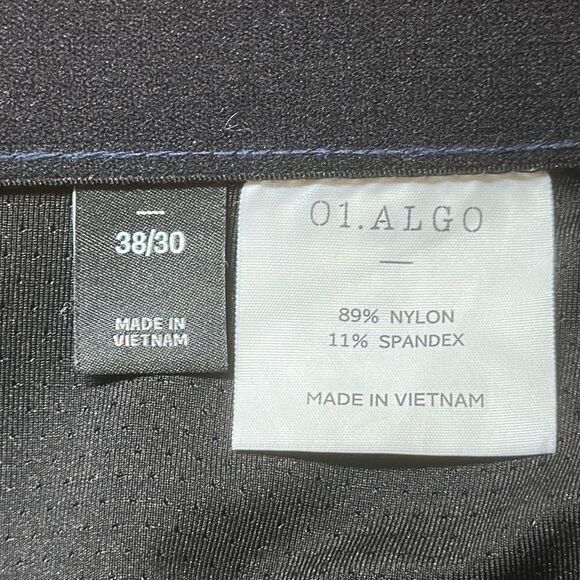 38/30
MADE IN
VIETNAM
01.ALGO
89% NYLON
11% SPANDEX
MADE IN VIETNAM